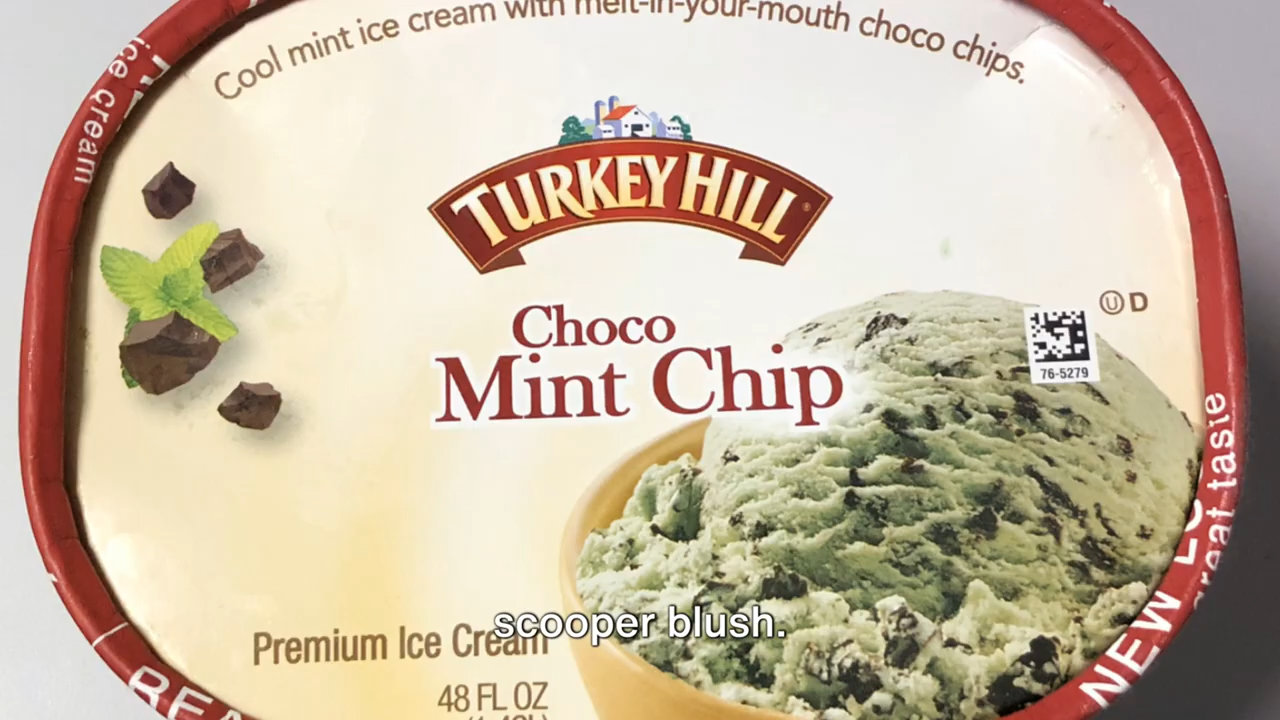 Cool mint ice cream with melt-in-your-mouth choco chips.
ice cream
TURKEY HILL
Choco
Mint Chip
U D
76-5279
great taste
NEW
scooper blush.
Premium Ice Cream
48 FL OZ